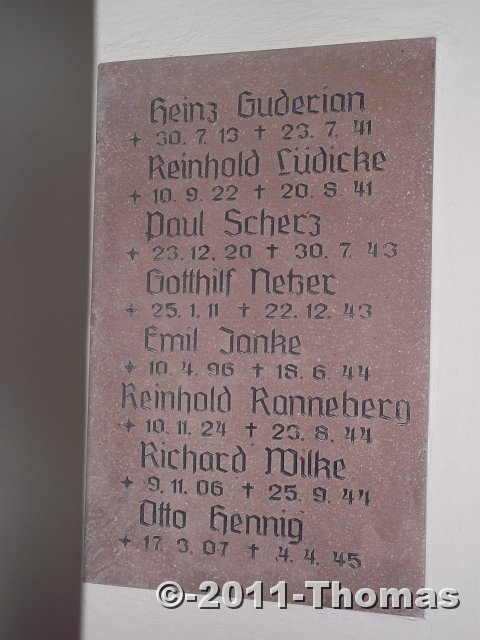 Heinz Guderian
* 30. 7. 13 † 23. 7. 41
Reinhold Lüdicke
* 10. 9. 22 † 20. 8. 41
Paul Scherz
* 23. 12. 20 † 30. 7. 43
Gotthilf Netzer
* 25. 1. 11 † 22. 12. 43
Emil Janke
* 10. 4. 96 † 18. 6. 44
Reinhold Ranneberg
* 10. 11. 24 † 23. 8. 44
Richard Wilke
* 9. 11. 06 † 25. 9. 44
Otto Hennig
* 17. 3. 07 † 4. 4. 45
©-2011-Thomas